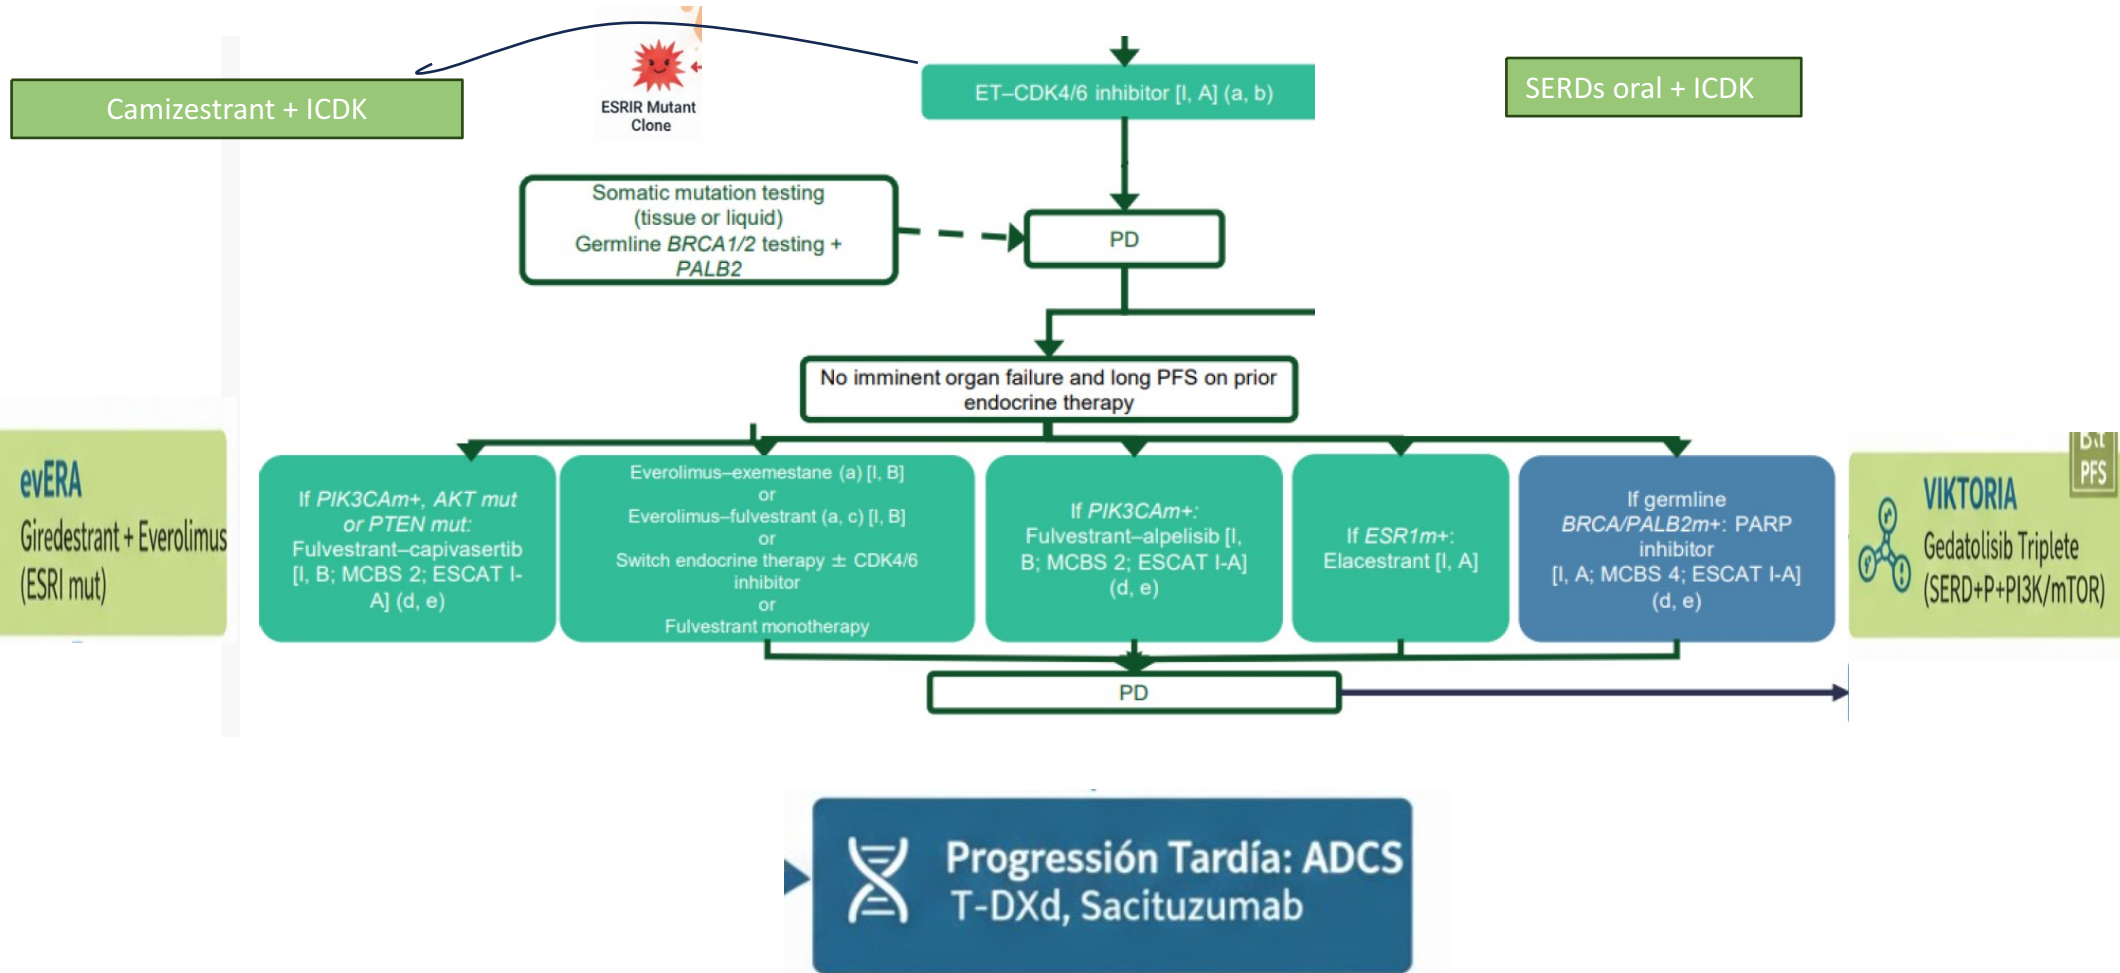 Camizestrant + ICDK
ESRIR Mutant
Clone
ET–CDK4/6 inhibitor [I, A] (a, b)
SERDs oral + ICDK
Somatic mutation testing
(tissue or liquid)
Germline BRCA1/2 testing +
PALB2
PD
No imminent organ failure and long PFS on prior
endocrine therapy
evERA
Giredestrant + Everolimus
(ESRI mut)
If PIK3CAm+, AKT mut
or PTEN mut:
Fulvestrant–capivasertib
[I, B; MCBS 2; ESCAT I-
A] (d, e)
Everolimus–exemestane (a) [I, B]
or
Everolimus–fulvestrant (a, c) [I, B]
or
Switch endocrine therapy ± CDK4/6
inhibitor
or
Fulvestrant monotherapy
If PIK3CAm+:
Fulvestrant–alpelisib [I,
B; MCBS 2; ESCAT I-A]
(d, e)
If ESR1m+:
Elacestrant [I, A]
If germline
BRCA/PALB2m+: PARP
inhibitor
[I, A; MCBS 4; ESCAT I-A]
(d, e)
PFS
VIKTORIA
Gedatolisib Triplete
(SERD+P+PI3K/mTOR)
PD
Progressión Tardía: ADCS
T-DXd, Sacituzumab